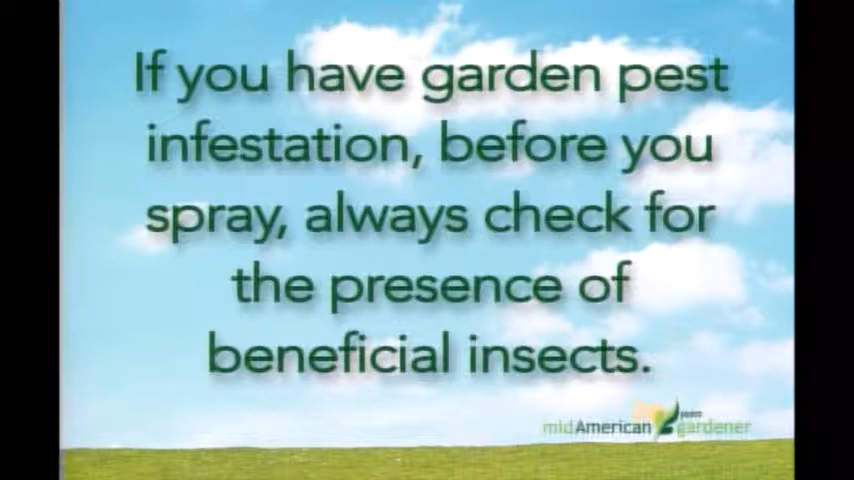 If you have garden pest
infestation, before you
spray, always check for
the presence of
beneficial insects.
midAmerican gardener